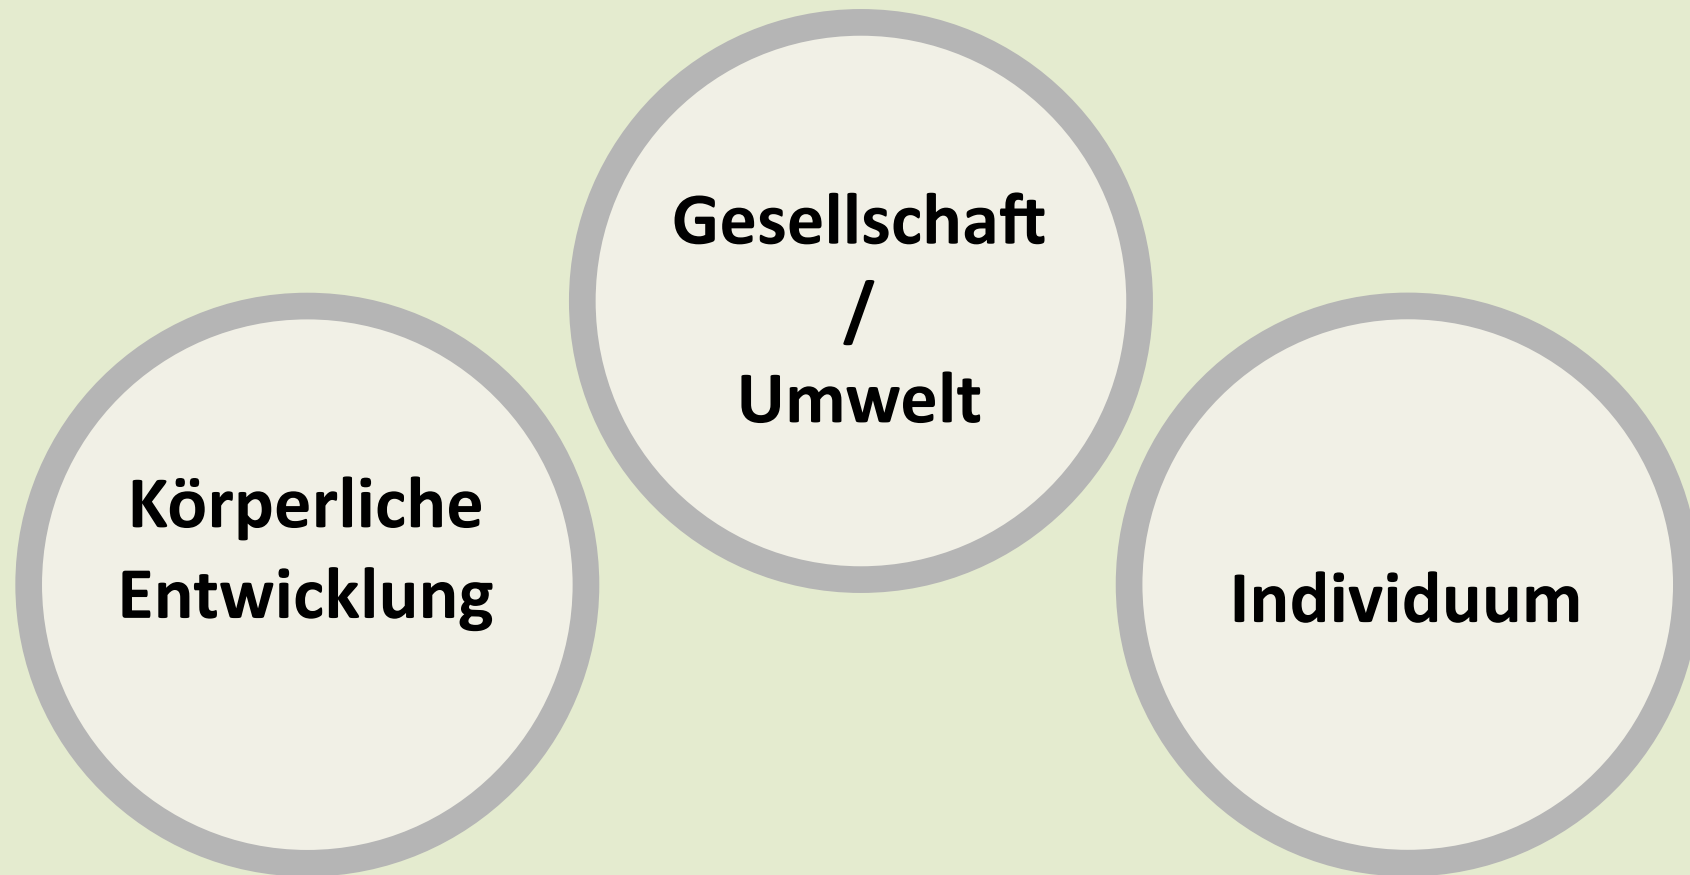 Gesellschaft
/
Umwelt
Körperliche
Entwicklung
Individuum